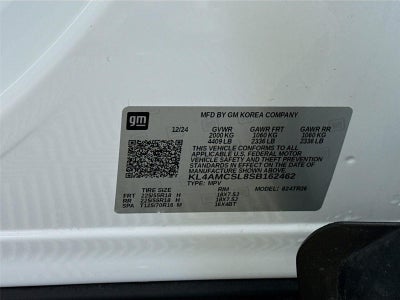 gm
MFD BY GM KOREA COMPANY
12/24 GVWR GAWR FRT GAWR RR
2000 KG 1060 KG 1060 KG
4409 LB 2336 LB 2336 LB
THIS VEHICLE CONFORMS TO ALL
APPLICABLE U.S. FEDERAL MOTOR
VEHICLE SAFETY AND THEFT PREVENTION
STANDARDS IN EFFECT ON THE DATE OF
MANUFACTURE SHOWN ABOVE.
KL4AMCSL8SB162462
TYPE: MPV
TIRE SIZE RIM MODEL:
FRT 225/55R18 H 18X7.5J
RR 225/55R18 H 18X7.5J
SPA T125/70R16 M 16X4BT